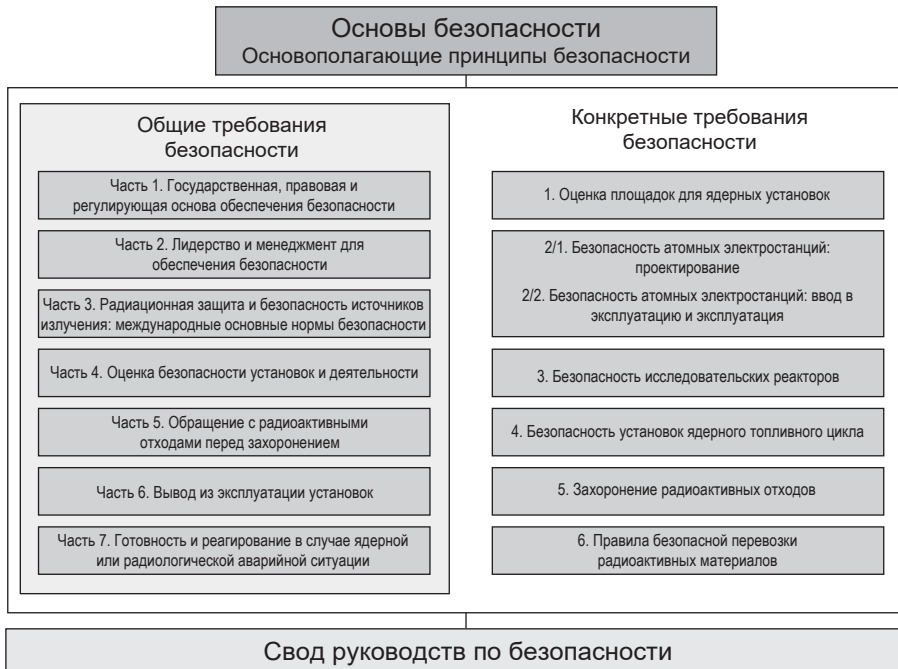 Основы безопасности
Основополагающие принципы безопасности
Общие требования
безопасности
Часть 1. Государственная, правовая и
регулирующая основа обеспечения безопасности
Часть 2. Лидерство и менеджмент для
обеспечения безопасности
Часть 3. Радиационная защита и безопасность источников
излучения: международные основные нормы безопасности
Часть 4. Оценка безопасности установок и деятельности
Часть 5. Обращение с радиоактивными
отходами перед захоронением
Часть 6. Вывод из эксплуатации установок
Часть 7. Готовность и реагирование в случае ядерной
или радиологической аварийной ситуации
Конкретные требования
безопасности
1. Оценка площадок для ядерных установок
2/1. Безопасность атомных электростанций:
проектирование
2/2. Безопасность атомных электростанций: ввод в
эксплуатацию и эксплуатация
3. Безопасность исследовательских реакторов
4. Безопасность установок ядерного топливного цикла
5. Захоронение радиоактивных отходов
6. Правила безопасной перевозки
радиоактивных материалов
Свод руководств по безопасности